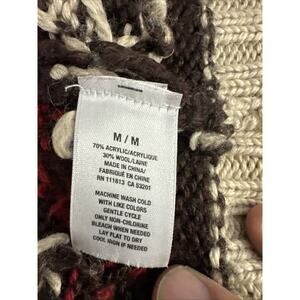 M / M
70% ACRYLIC/ACRYLIQUE
30% WOOL/LAINE
MADE IN CHINA/
FABRIQUÉ EN CHINE
RN 111813 CA 53201
MACHINE WASH COLD
WITH LIKE COLORS
GENTLE CYCLE
ONLY NON-CHLORINE
BLEACH WHEN NEEDED
LAY FLAT TO DRY
COOL IRON IF NEEDED